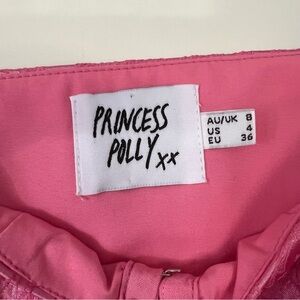 PRINCESS
POLLY xx
AU/UK 8
US 4
EU 36